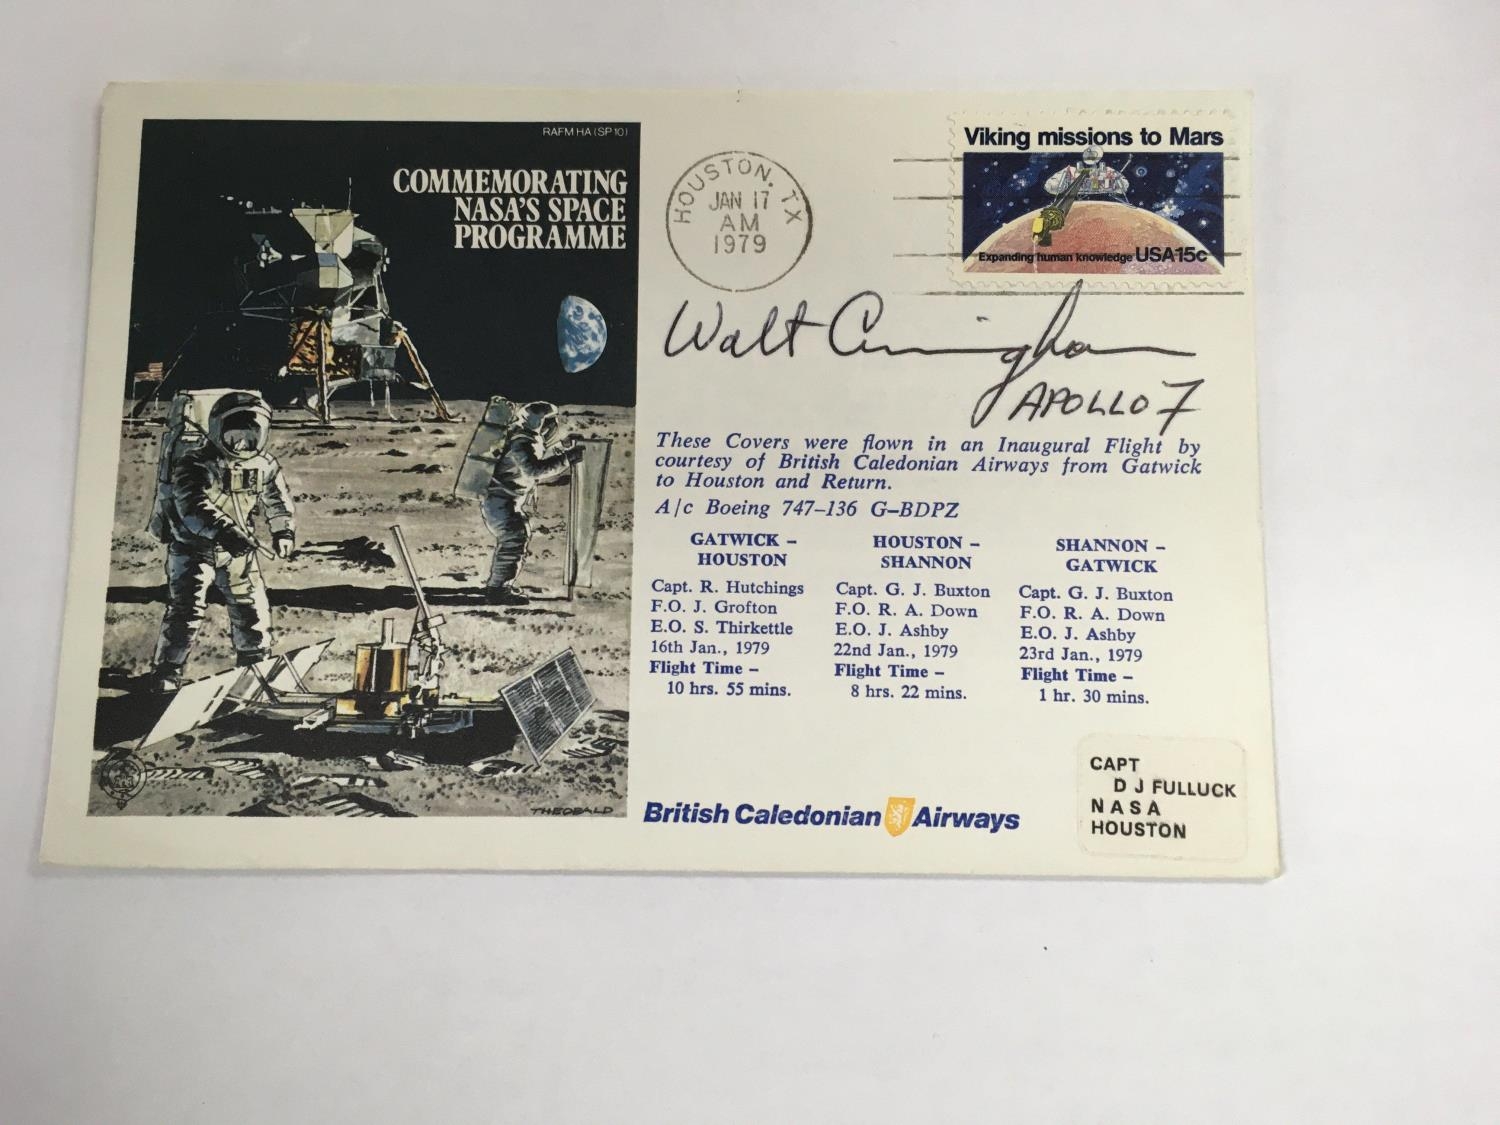 RAFM HA (SP 10)
COMMEMORATING
NASA'S SPACE
PROGRAMME
THEOBALD
HOUSTON, TX
JAN 17
AM
1979
Viking missions to Mars
Expanding human knowledge USA 15c
Walt Cunningham
APOLLO 7
These Covers were flown in an Inaugural Flight by
courtesy of British Caledonian Airways from Gatwick
to Houston and Return.
A/c Boeing 747-136 G-BDPZ
GATWICK –
HOUSTON
Capt. R. Hutchings
F.O. J. Grofton
E.O. S. Thirkettle
16th Jan., 1979
Flight Time –
10 hrs. 55 mins.
HOUSTON –
SHANNON
Capt. G. J. Buxton
F.O. R. A. Down
E.O. J. Ashby
22nd Jan., 1979
Flight Time –
8 hrs. 22 mins.
SHANNON –
GATWICK
Capt. G. J. Buxton
F.O. R. A. Down
E.O. J. Ashby
23rd Jan., 1979
Flight Time –
1 hr. 30 mins.
British Caledonian Airways
CAPT
D J FULLUCK
NASA
HOUSTON